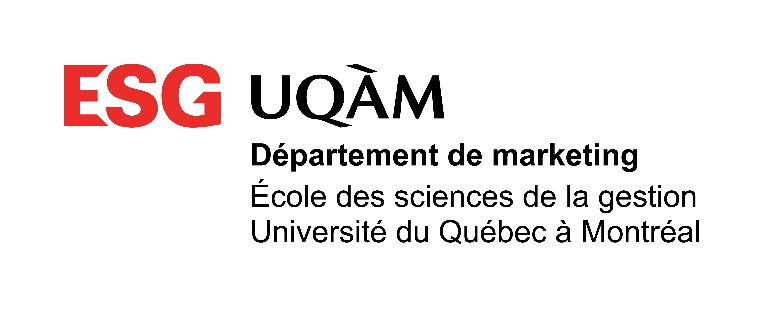 ESG UQÀM
Département de marketing
École des sciences de la gestion
Université du Québec à Montréal